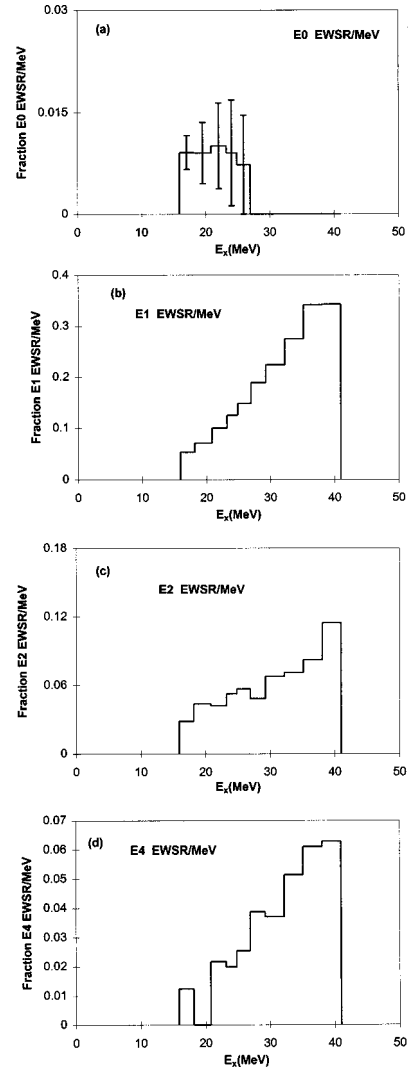 (a)
E0 EWSR/MeV
Fraction E0 EWSR/MeV
0.03
0.015
0
0 10 20 30 40 50
Ex(MeV)
(b)
E1 EWSR/MeV
Fraction E1 EWSR/MeV
0.4
0.3
0.2
0.1
0
0 10 20 30 40 50
Ex(MeV)
(c)
E2 EWSR/MeV
Fraction E2 EWSR/MeV
0.18
0.12
0.06
0
0 10 20 30 40 50
Ex(MeV)
(d)
E4 EWSR/MeV
Fraction E4 EWSR/MeV
0.07
0.06
0.05
0.04
0.03
0.02
0.01
0
0 10 20 30 40 50
Ex(MeV)